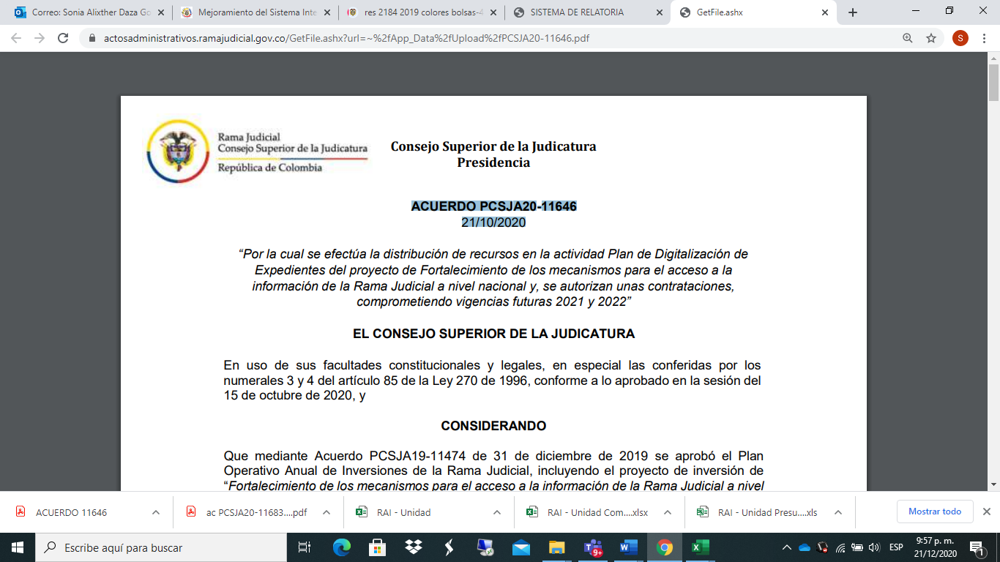 Correo: Sonia Alixther Daza Go
Mejoramiento del Sistema Inte
res 2184 2019 colores bolsas-4
SISTEMA DE RELATORIA
GetFile.ashx
actosadministrativos.ramajudicial.gov.co/GetFile.ashx?url=~%2fApp_Data%2fUpload%2fPCSJA20-11646.pdf
S
Rama Judicial
Consejo Superior de la Judicatura
República de Colombia
Consejo Superior de la Judicatura
Presidencia
ACUERDO PCSJA20-11646
21/10/2020
“Por la cual se efectúa la distribución de recursos en la actividad Plan de Digitalización de
Expedientes del proyecto de Fortalecimiento de los mecanismos para el acceso a la
información de la Rama Judicial a nivel nacional y, se autorizan unas contrataciones,
comprometiendo vigencias futuras 2021 y 2022”
EL CONSEJO SUPERIOR DE LA JUDICATURA
En uso de sus facultades constitucionales y legales, en especial las conferidas por los
numerales 3 y 4 del artículo 85 de la Ley 270 de 1996, conforme a lo aprobado en la sesión del
15 de octubre de 2020, y
CONSIDERANDO
Que mediante Acuerdo PCSJA19-11474 de 31 de diciembre de 2019 se aprobó el Plan
Operativo Anual de Inversiones de la Rama Judicial, incluyendo el proyecto de inversión de
“Fortalecimiento de los mecanismos para el acceso a la información de la Rama Judicial a nivel
ACUERDO 11646
ac PCSJA20-11683....pdf
RAI - Unidad
RAI - Unidad Com....xlsx
RAI - Unidad Presu....xls
Mostrar todo
Escribe aquí para buscar
9+
ESP
9:57 p. m.
21/12/2020
1